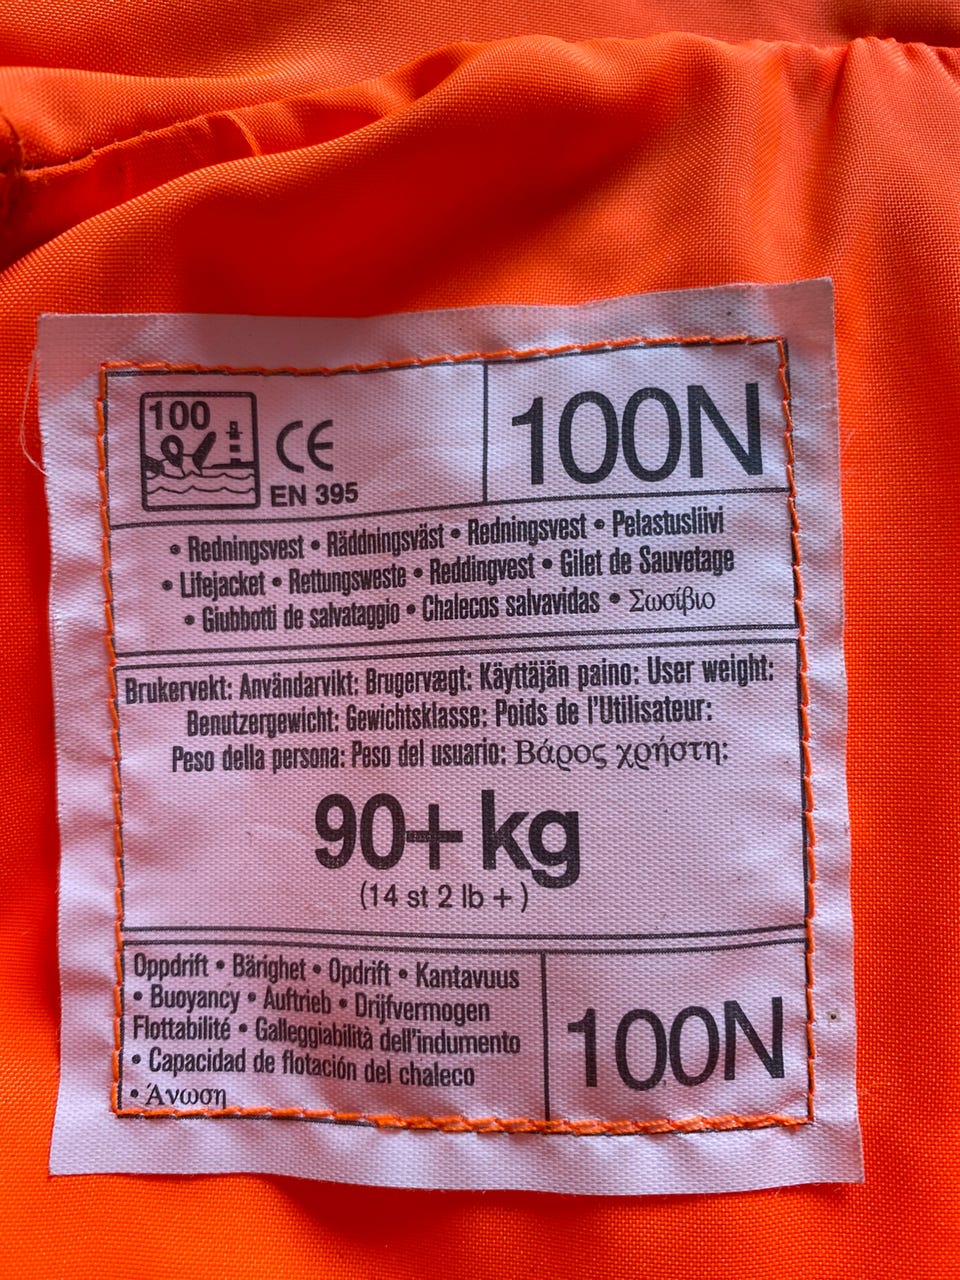 100
CE
EN 395
100N
• Redningsvest • Räddningsväst • Redningsvest • Pelastusliivi
• Lifejacket • Rettungsweste • Reddingvest • Gilet de Sauvetage
• Giubbotti de salvataggio • Chalecos salvavidas • Σωσίβιο
Brukervekt: Användarvikt: Brugervægt: Käyttäjän paino: User weight:
Benutzergewicht: Gewichtsklasse: Poids de l'Utilisateur:
Peso della persona: Peso del usuario: Βάρος χρήστη:
90+ kg
(14 st 2 lb + )
Oppdrift • Bärighet • Opdrift • Kantavuus
• Buoyancy • Auftrieb • Drijfvermogen
Flottabilité • Galleggiabilità dell'indumento
• Capacidad de flotación del chaleco
• Άνωση
100N